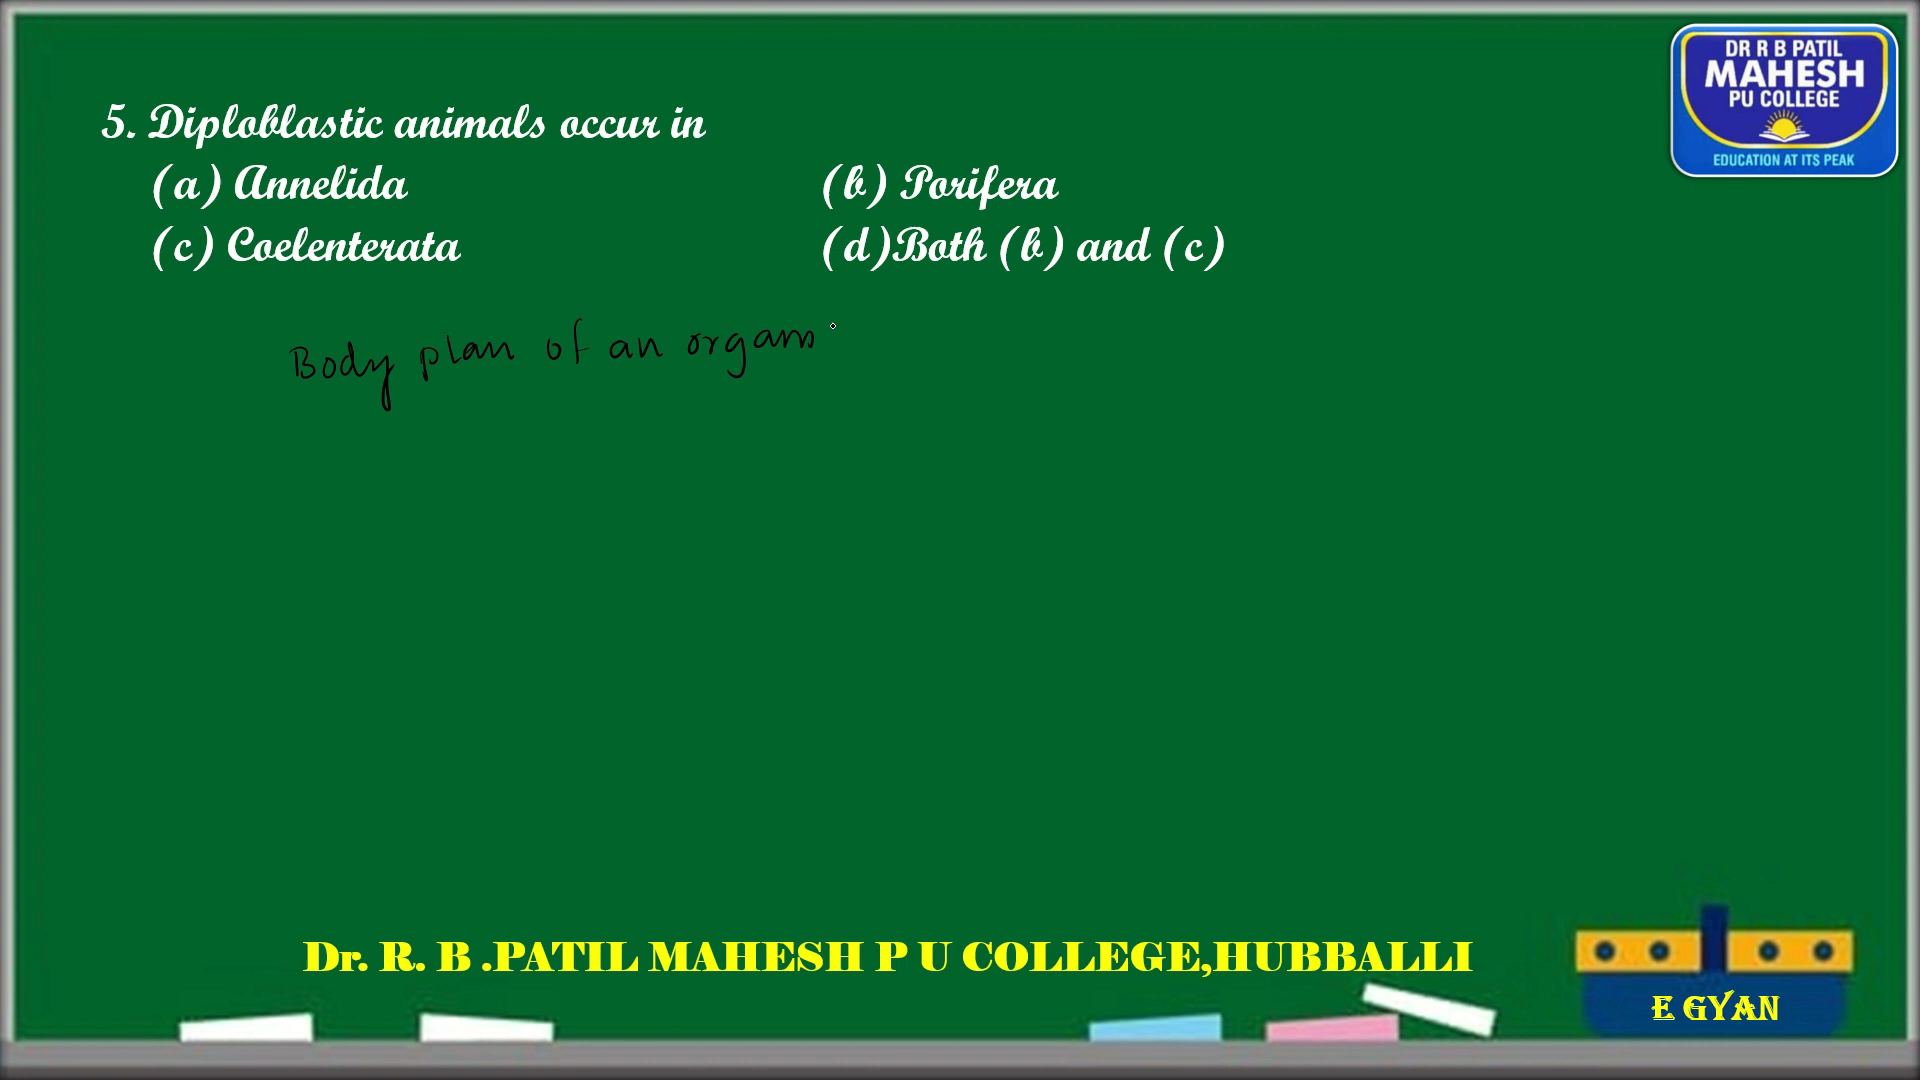 DR R B PATIL
MAHESH
PU COLLEGE
EDUCATION AT ITS PEAK
5. Diploblastic animals occur in
(a) Annelida (b) Porifera
(c) Coelenterata (d)Both (b) and (c)
Body plan of an
Dr. R. B .PATIL MAHESH P U COLLEGE,HUBBALLI
E GYAN